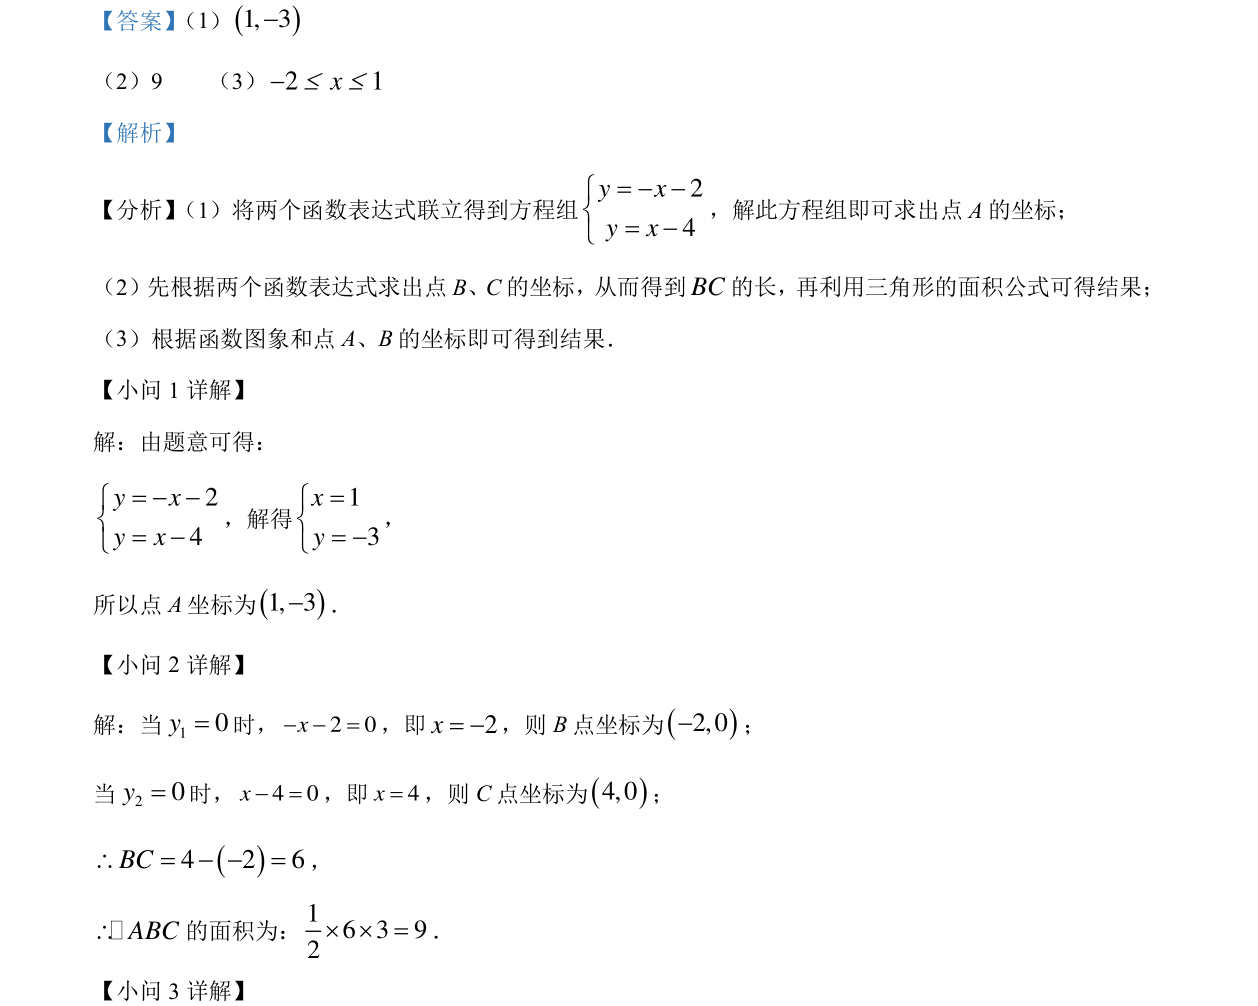 【答案】（1）(1,−3)
（2）9 （3）−2 ≤ x ≤ 1
【解析】
【分析】（1）将两个函数表达式联立得到方程组{y = −x − 2, y = x − 4，解此方程组即可求出点 A 的坐标；
（2）先根据两个函数表达式求出点 B、C 的坐标，从而得到 BC 的长，再利用三角形的面积公式可得结果；
（3）根据函数图象和点 A、B 的坐标即可得到结果．
【小问 1 详解】
解：由题意可得：
{y = −x − 2, y = x − 4，解得{x = 1, y = −3，
所以点 A 坐标为(1,−3)．
【小问 2 详解】
解：当 y₁ = 0 时，−x − 2 = 0，即 x = −2，则 B 点坐标为(−2,0)；
当 y₂ = 0 时，x − 4 = 0，即 x = 4，则 C 点坐标为(4,0)；
∴BC = 4 − (−2) = 6，
∴□ABC 的面积为：1/2 × 6 × 3 = 9．
【小问 3 详解】